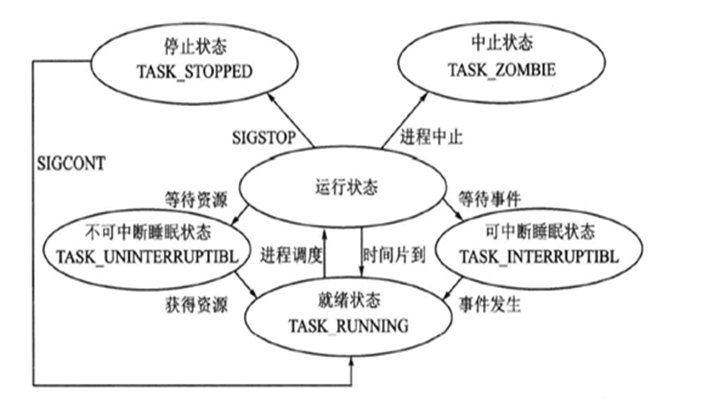 停止状态
TASK_STOPPED
中止状态
TASK_ZOMBIE
SIGSTOP
进程中止
SIGCONT
运行状态
等待资源
等待事件
不可中断睡眠状态
TASK_UNINTERRUPTIBL
进程调度
时间片到
可中断睡眠状态
TASK_INTERRUPTIBL
获得资源
就绪状态
TASK_RUNNING
事件发生